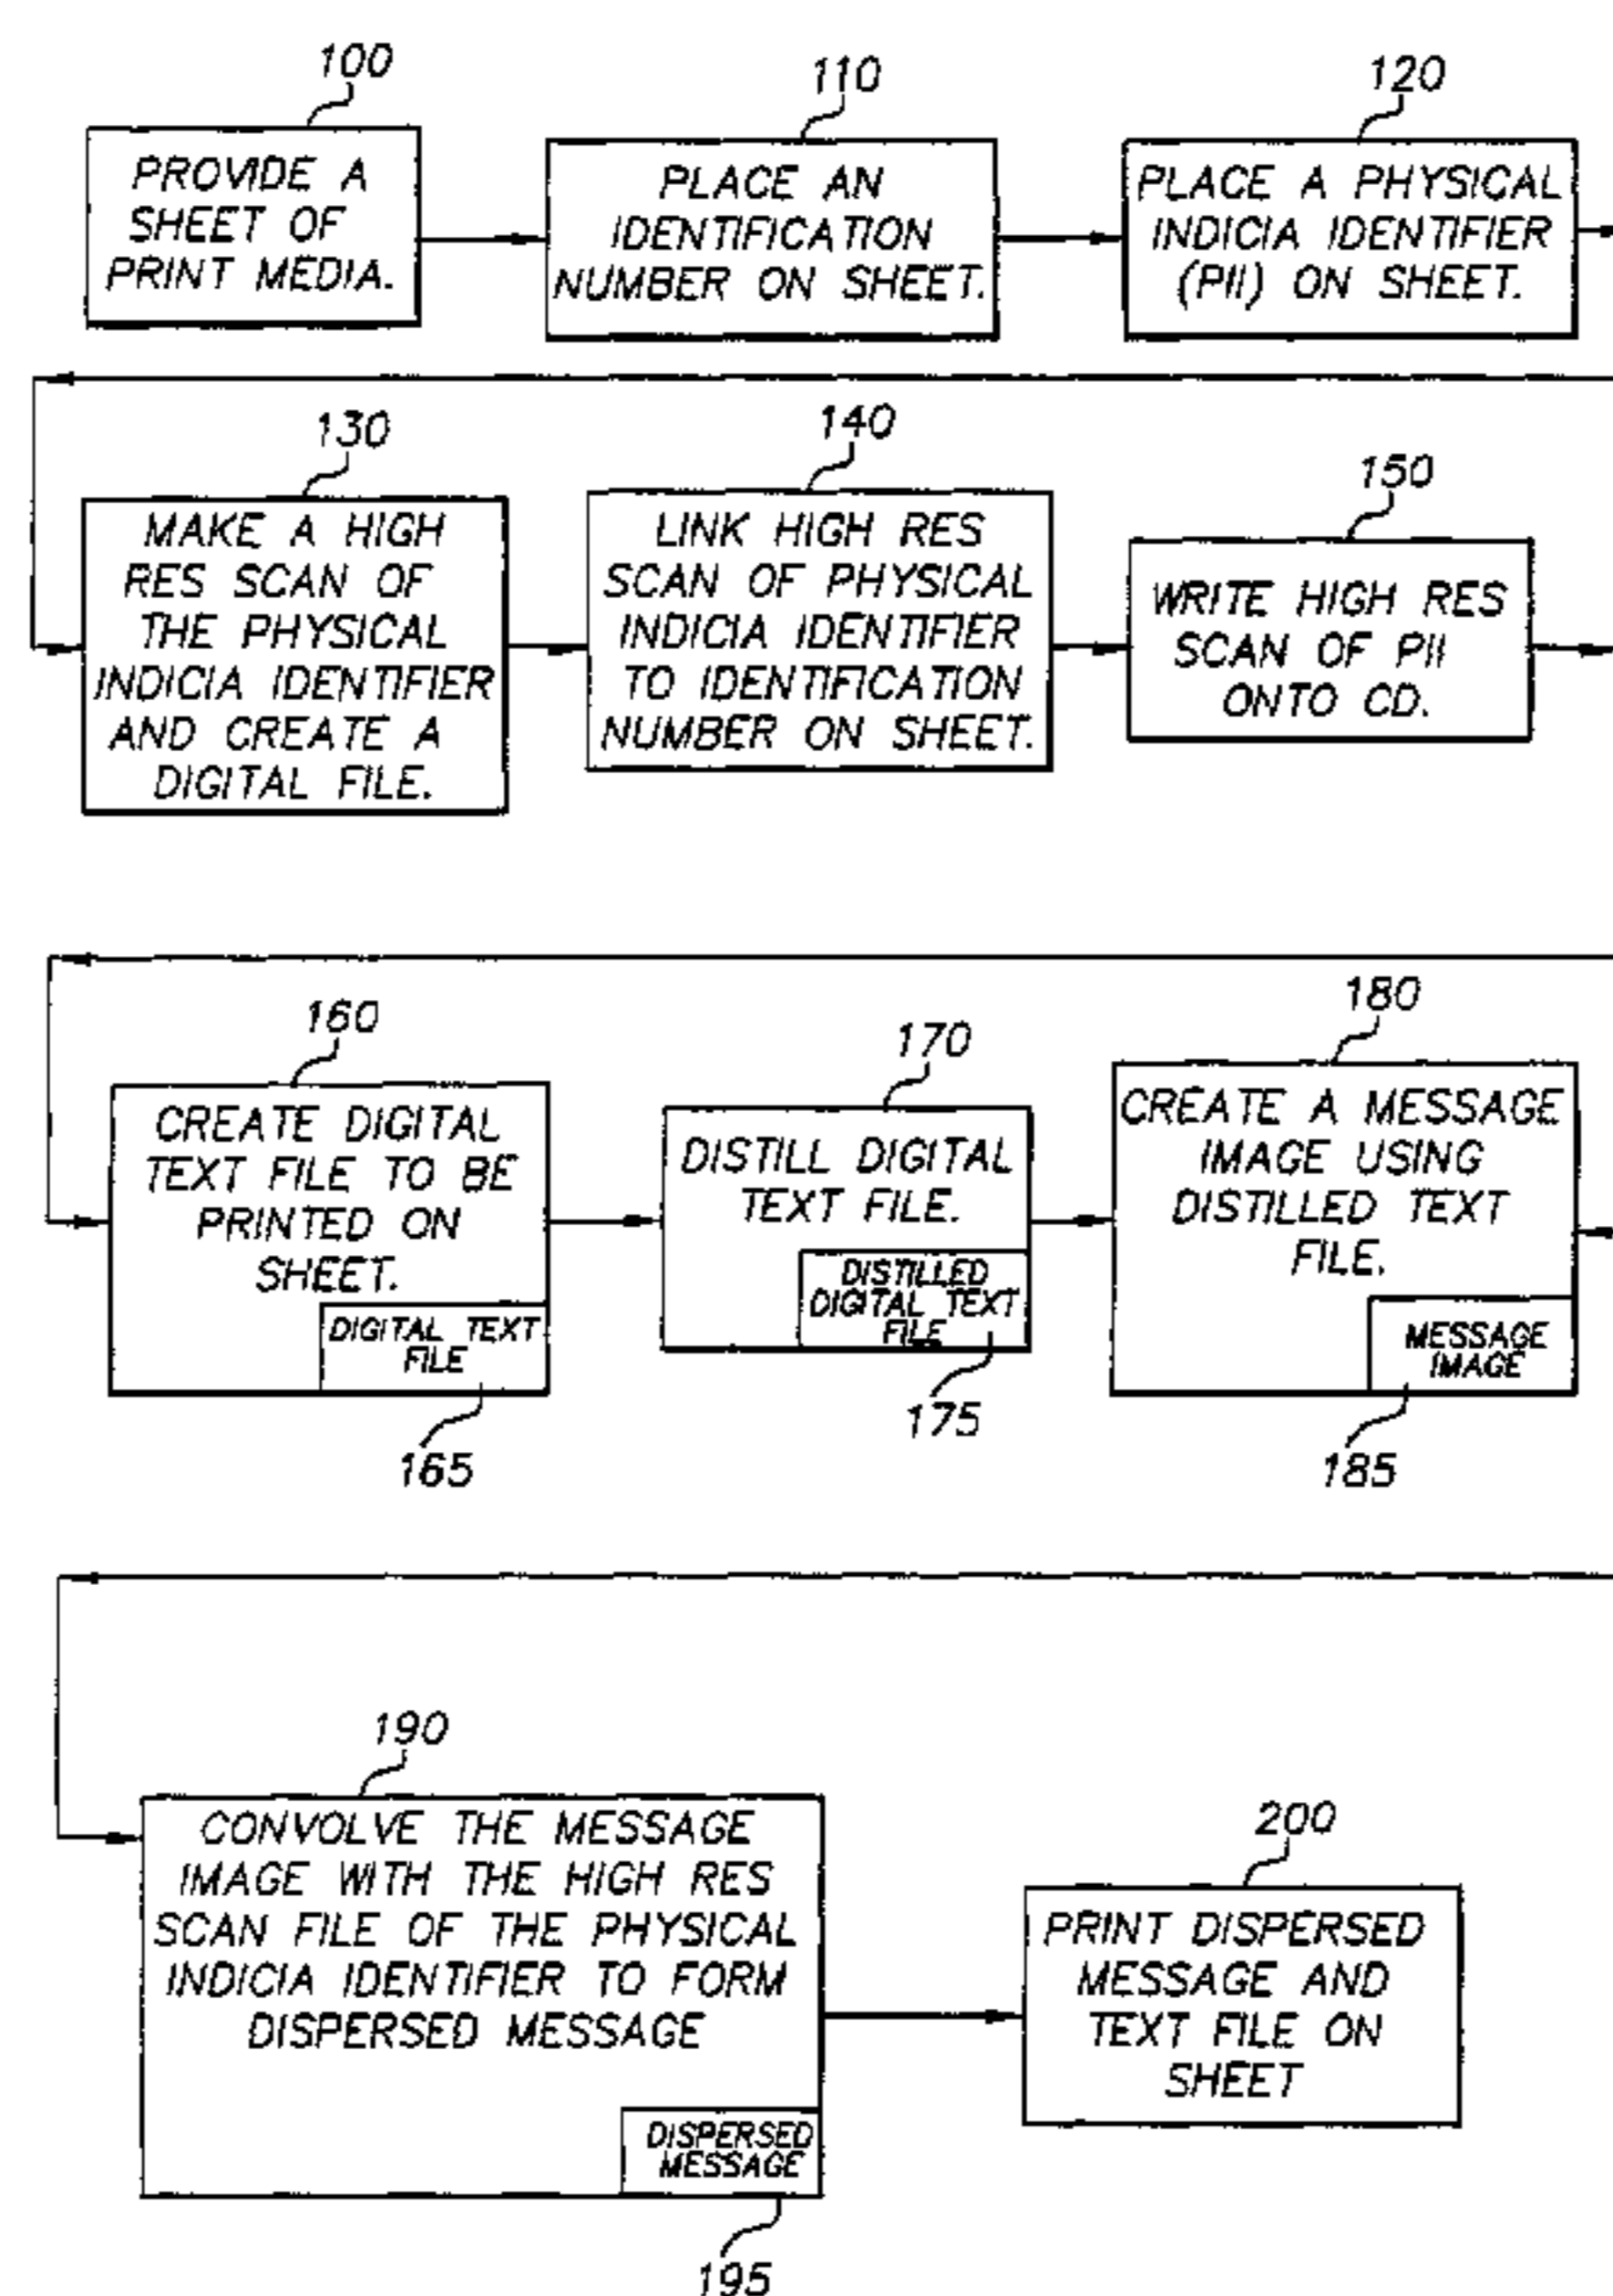 100
PROVIDE A
SHEET OF
PRINT MEDIA.
110
PLACE AN
IDENTIFICATION
NUMBER ON SHEET.
120
PLACE A PHYSICAL
INDICIA IDENTIFIER
(PII) ON SHEET.
130
MAKE A HIGH
RES SCAN OF
THE PHYSICAL
INDICIA IDENTIFIER
AND CREATE A
DIGITAL FILE.
140
LINK HIGH RES
SCAN OF PHYSICAL
INDICIA IDENTIFIER
TO IDENTIFICATION
NUMBER ON SHEET.
150
WRITE HIGH RES
SCAN OF PII
ONTO CD.
160
CREATE DIGITAL
TEXT FILE TO BE
PRINTED ON
SHEET.
DIGITAL TEXT
FILE
165
170
DISTILL DIGITAL
TEXT FILE.
DISTILLED
DIGITAL TEXT
FILE
175
180
CREATE A MESSAGE
IMAGE USING
DISTILLED TEXT
FILE.
MESSAGE
IMAGE
185
190
CONVOLVE THE MESSAGE
IMAGE WITH THE HIGH RES
SCAN FILE OF THE PHYSICAL
INDICIA IDENTIFIER TO FORM
DISPERSED MESSAGE
DISPERSED
MESSAGE
195
200
PRINT DISPERSED
MESSAGE AND
TEXT FILE ON
SHEET